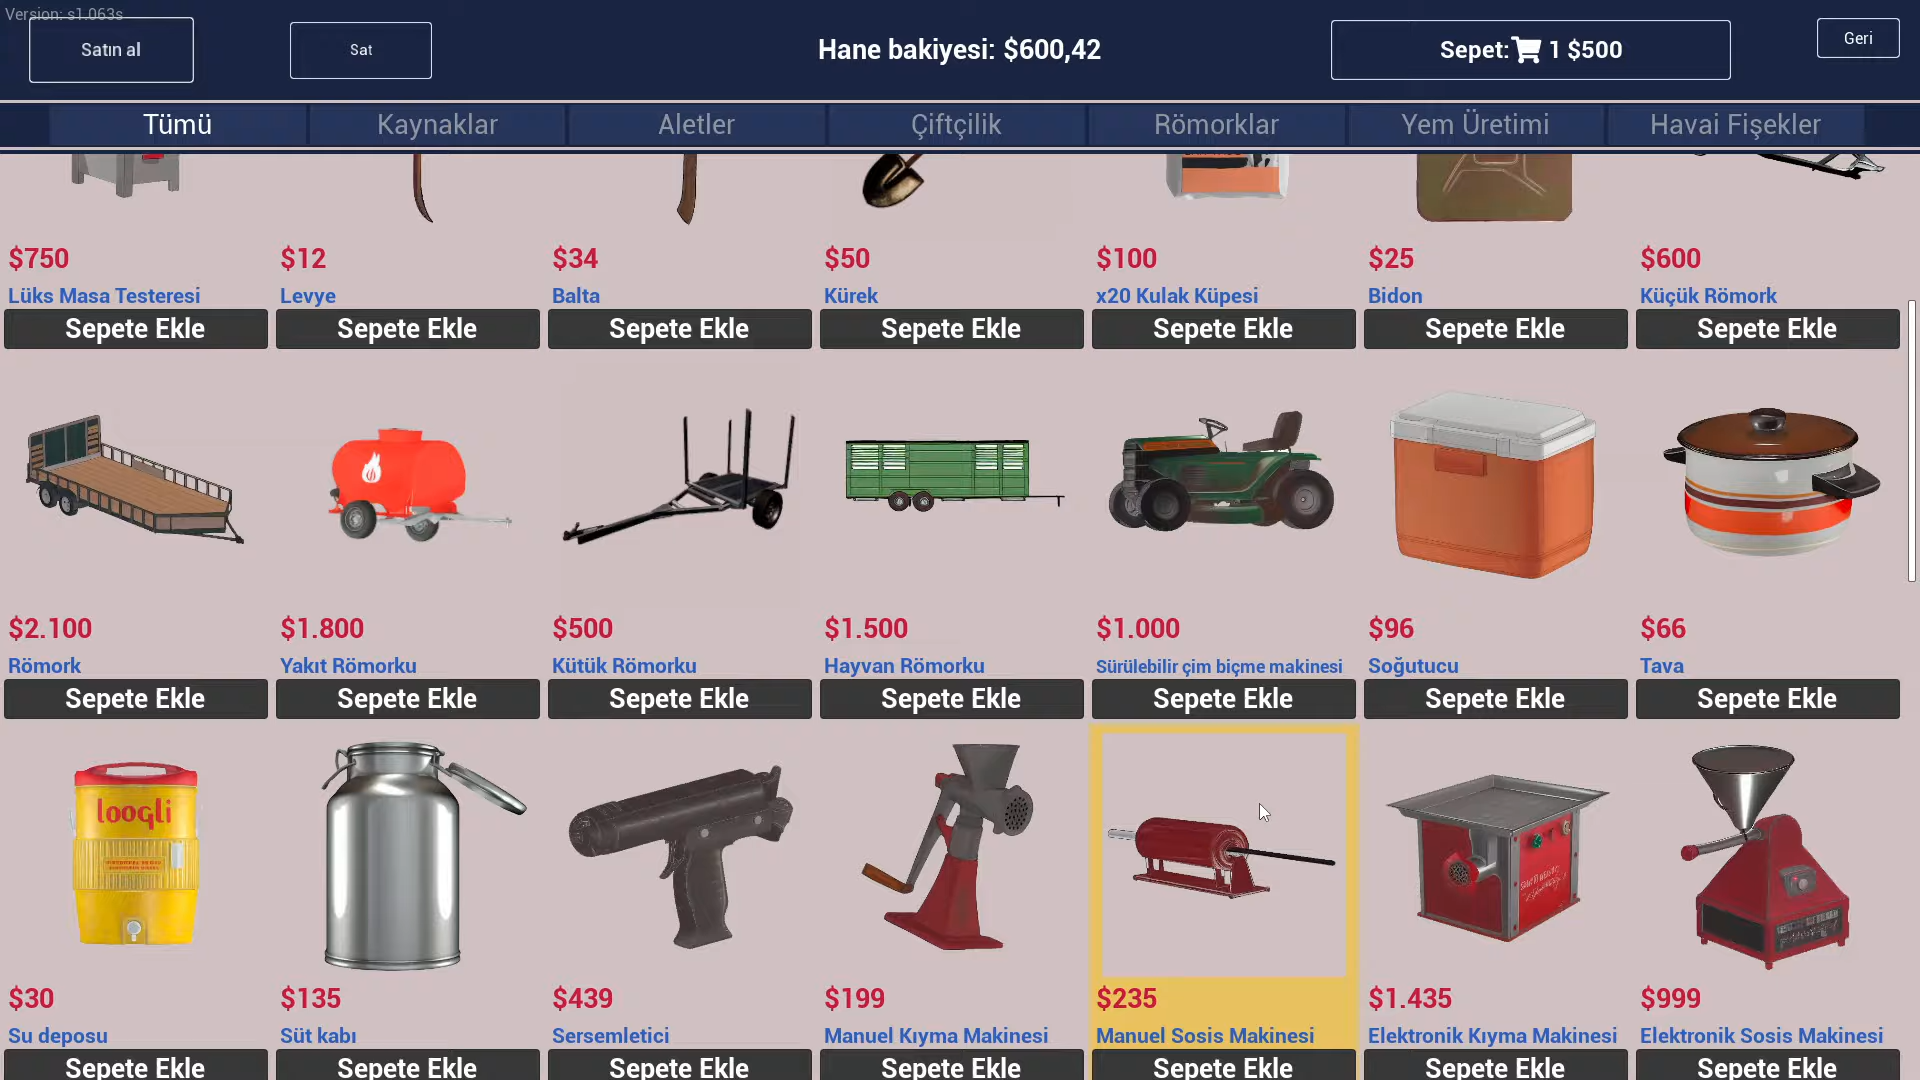 Version: s1.063s
Satın al
Sat
Hane bakiyesi: $600,42
Sepet: 1 $500
Geri
Tümü Kaynaklar Aletler Çiftçilik Römorklar Yem Üretimi Havai Fişekler
$750 $12 $34 $50 $100 $25 $600
Lüks Masa Testeresi Levye Balta Kürek x20 Kulak Küpesi Bidon Küçük Römork
Sepete Ekle Sepete Ekle Sepete Ekle Sepete Ekle Sepete Ekle Sepete Ekle Sepete Ekle
$2.100 $1.800 $500 $1.500 $1.000 $96 $66
Römork Yakıt Römorku Kütük Römorku Hayvan Römorku Sürülebilir çim biçme makinesi Soğutucu Tava
Sepete Ekle Sepete Ekle Sepete Ekle Sepete Ekle Sepete Ekle Sepete Ekle Sepete Ekle
looqli
$30 $135 $439 $199 $235 $1.435 $999
Su deposu Süt kabı Sersemletici Manuel Kıyma Makinesi Manuel Sosis Makinesi Elektronik Kıyma Makinesi Elektronik Sosis Makinesi
Sepete Ekle Sepete Ekle Sepete Ekle Sepete Ekle Sepete Ekle Sepete Ekle Sepete Ekle